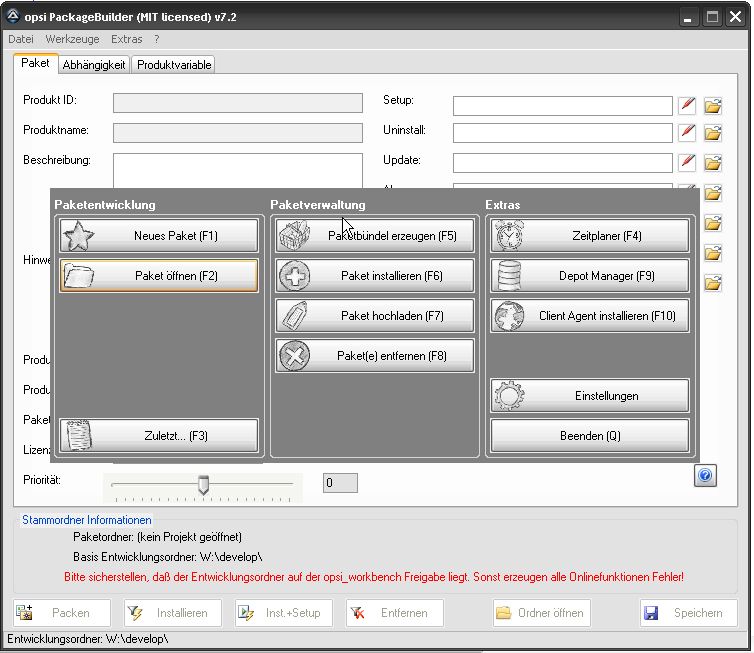 opsi PackageBuilder (MIT licensed) v7.2
Datei Werkzeuge Extras ?
Paket Abhängigkeit Produktvariable
Produkt ID: Setup:
Produktname: Uninstall:
Beschreibung: Update:
Paketentwicklung Paketverwaltung Extras
Neues Paket (F1) Paketbündel erzeugen (F5) Zeitplaner (F4)
Hinwe
Paket öffnen (F2) Paket installieren (F6) Depot Manager (F9)
Paket hochladen (F7) Client Agent installieren (F10)
Produ
Paket(e) entfernen (F8)
Produ
Einstellungen
Paket
Zuletzt... (F3) Beenden (Q)
Lizenz
Priorität: 0
Stammordner Informationen
Paketordner: (kein Projekt geöffnet)
Basis Entwicklungsordner: W:\develop\
Bitte sicherstellen, daß der Entwicklungsordner auf der opsi_workbench Freigabe liegt. Sonst erzeugen alle Onlinefunktionen Fehler!
Packen Installieren Inst.+Setup Entfernen Ordner öffnen Speichern
Entwicklungsordner: W:\develop\